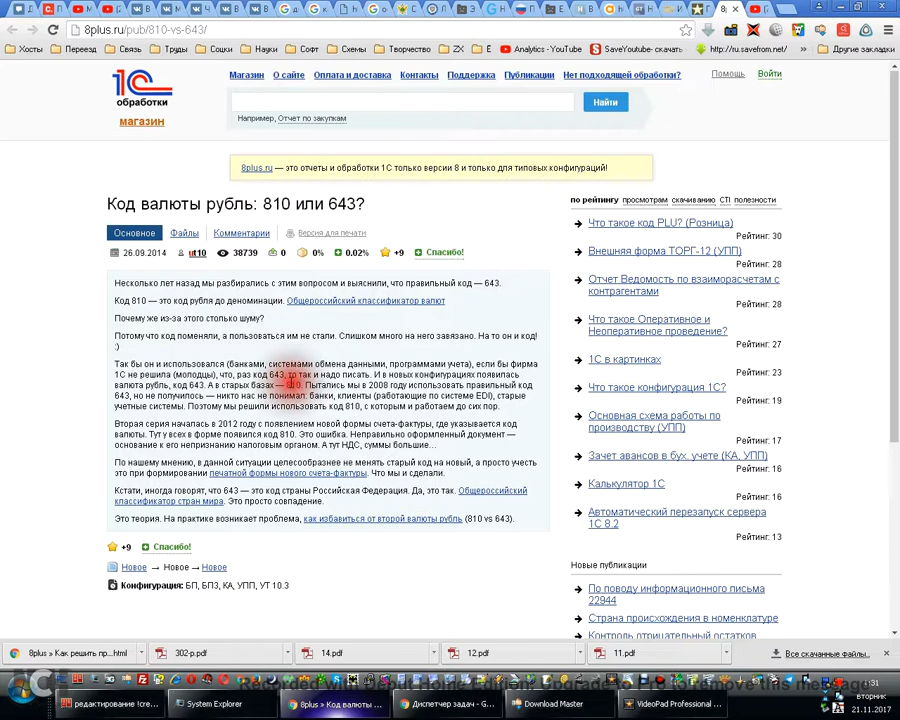 8plus.ru/pub/810-vs-643/
Хосты Переезд Связь Труды Соцки Науки Софт Схемы Творчество ZX E Analytics - YouTube SaveYoutube- скачать http://ru.savefrom.net/ » Другие закладки
1С
обработки
магазин
Магазин О сайте Оплата и доставка Контакты Поддержка Публикации Нет подходящей обработки? Помощь Войти
Найти
Например, Отчет по закупкам
8plus.ru — это отчеты и обработки 1С только версии 8 и только для типовых конфигураций!
Код валюты рубль: 810 или 643?
Основное Файлы Комментарии Версия для печати
26.09.2014 ut10 38739 0 0% 0.02% +9 Спасибо!
Несколько лет назад мы разбирались с этим вопросом и выяснили, что правильный код — 643.
Код 810 — это код рубля до деноминации. Общероссийский классификатор валют
Почему же из-за этого столько шуму?
Потому что код поменяли, а пользоваться им не стали. Слишком много на него завязано. На то он и код!
:)
Так бы он и использовался (банками, системами обмена данными, программами учета), если бы фирма
1С не решила (молодцы), что, раз код 643, то так и надо писать. И в новых конфигурациях появилась
валюта рубль, код 643. А в старых базах — 810. Пытались мы в 2008 году использовать правильный код
643, но не получилось — никто нас не понимал: банки, клиенты (работающие по системе EDI), старые
учетные системы. Поэтому мы решили использовать код 810, с которым и работаем до сих пор.
Вторая серия началась в 2012 году с появлением новой формы счета-фактуры, где указывается код
валюты. Тут у всех в форме появился код 810. Это ошибка. Неправильно оформленный документ —
основание к его непризнанию налоговым органом. А тут НДС, суммы большие...
По нашему мнению, в данной ситуации целесообразнее не менять старый код на новый, а просто учесть
это при формировании печатной формы нового счета-фактуры. Что мы и сделали.
Кстати, иногда говорят, что 643 — это код страны Российская Федерация. Да, это так. Общероссийский
классификатор стран мира. Это просто совпадение.
Это теория. На практике возникает проблема, как избавиться от второй валюты рубль (810 vs 643).
+9 Спасибо!
Новое → Новое → Новое
Конфигурация: БП, БП3, КА, УПП, УТ 10.3
по рейтингу просмотрам скачиванию CTI полезности
Что такое код PLU? (Розница)
Рейтинг: 30
Внешняя форма ТОРГ-12 (УПП)
Рейтинг: 28
Отчет Ведомость по взаиморасчетам с
контрагентами
Рейтинг: 28
Что такое Оперативное и
Неоперативное проведение?
Рейтинг: 27
1С в картинках
Рейтинг: 21
Что такое конфигурация 1С?
Рейтинг: 19
Основная схема работы по
производству (УПП)
Рейтинг: 17
Зачет авансов в бух. учете (КА, УПП)
Рейтинг: 16
Калькулятор 1С
Рейтинг: 16
Автоматический перезапуск сервера
1С 8.2
Рейтинг: 13
Новые публикации
По поводу информационного письма
22944
Страна происхождения в номенклатуре
Контроль отрицательный остатков
8plus » Как решить пр...html 302-р.pdf 14.pdf 12.pdf 11.pdf Все скачанные файлы...
редактирование !cre... System Explorer 8plus » Код валюты ... Диспетчер задач - G... Download Master VideoPad Professional ...
вторник
21.11.2017